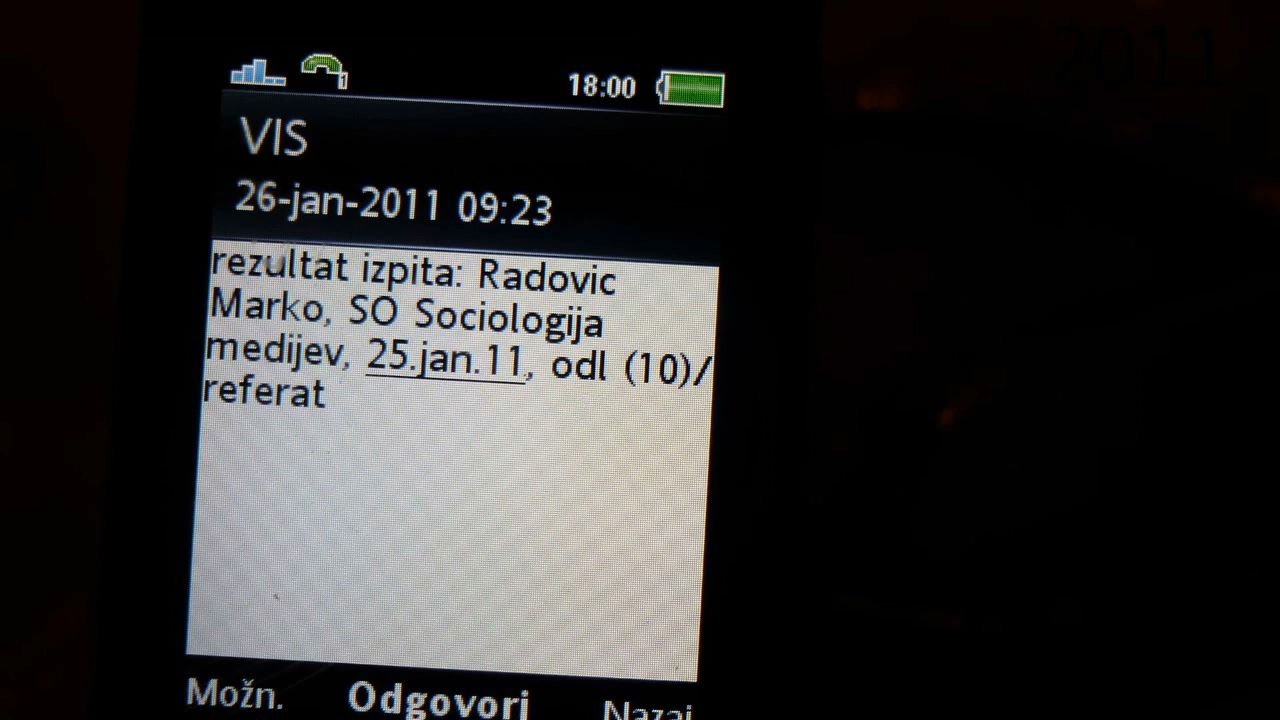 2011
18:00
VIS
26-jan-2011 09:23
rezultat izpita: Radovic
Marko, SO Sociologija
medijev, 25.jan.11, odl (10)/
referat
Možn. Odgovori Nazaj